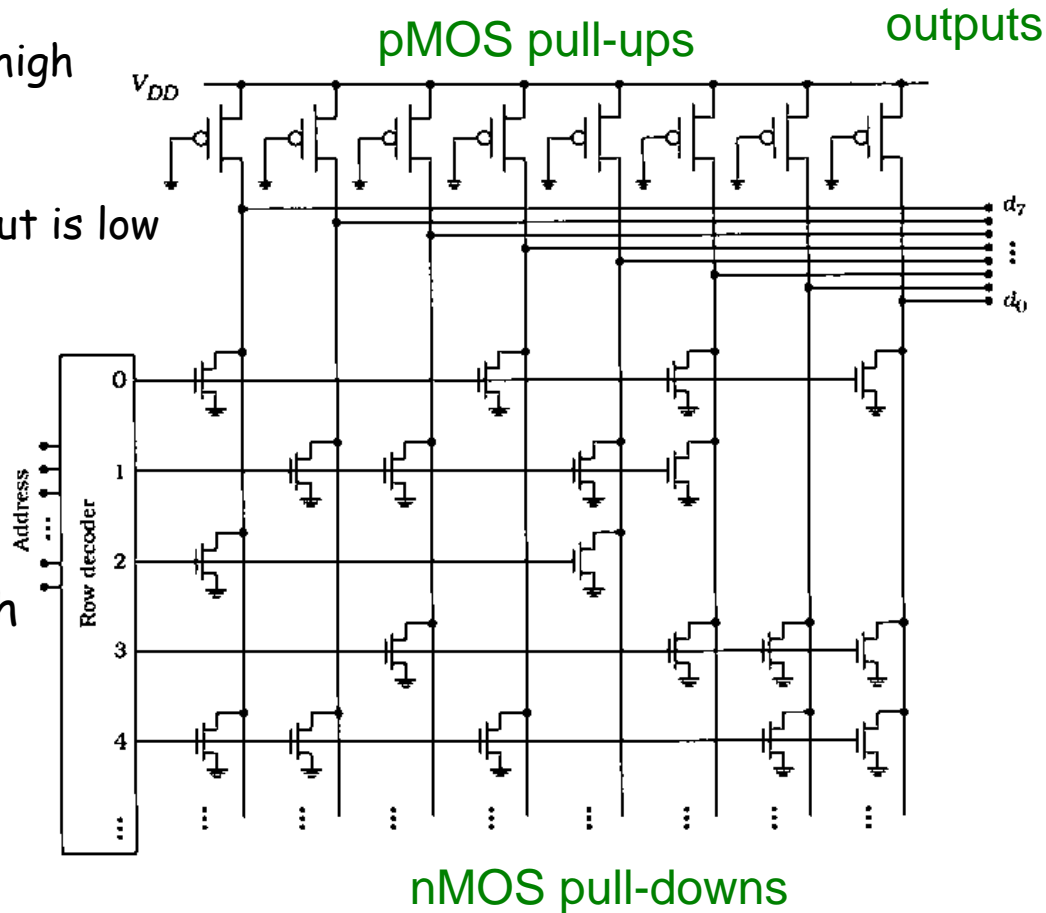 outputs
pMOS pull-ups
high
VDD
d7
is low
⋮
d0
0
1
Address
...
Row decoder
2
3
4
...
... ... ... ... ... ... ... ...
nMOS pull-downs